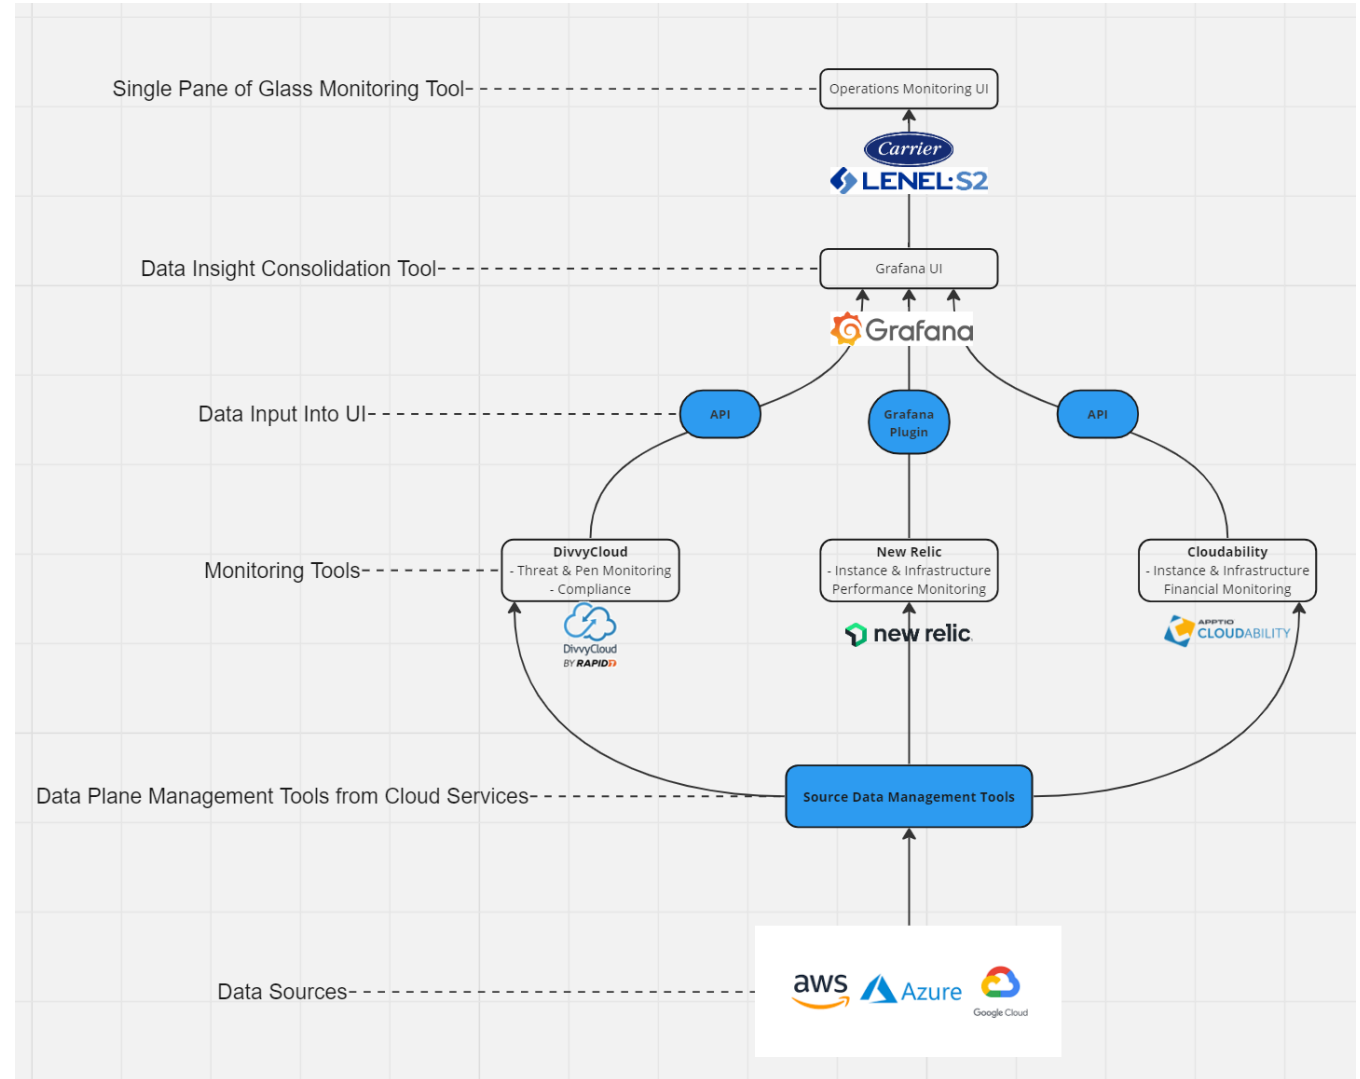 Single Pane of Glass Monitoring Tool
Operations Monitoring UI
Carrier
LENEL·S2
Data Insight Consolidation Tool
Grafana UI
Grafana
Data Input Into UI
API
Grafana
Plugin
API
Monitoring Tools
DivvyCloud
- Threat & Pen Monitoring
- Compliance
New Relic
- Instance & Infrastructure
Performance Monitoring
Cloudability
- Instance & Infrastructure
Financial Monitoring
DivvyCloud
BY RAPID7
new relic
APPTIO
CLOUDABILITY
Data Plane Management Tools from Cloud Services
Source Data Management Tools
Data Sources
aws
Azure
Google Cloud